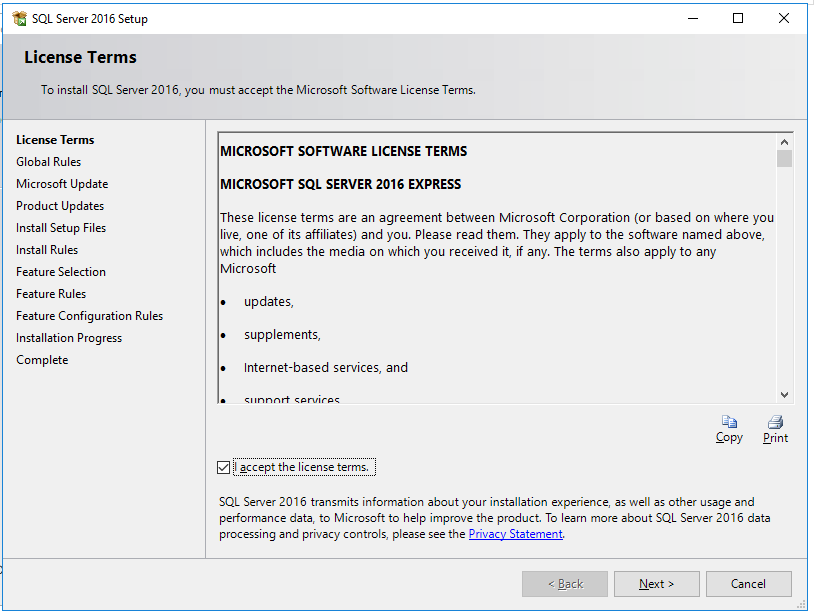 SQL Server 2016 Setup
License Terms
To install SQL Server 2016, you must accept the Microsoft Software License Terms.
License Terms
Global Rules
Microsoft Update
Product Updates
Install Setup Files
Install Rules
Feature Selection
Feature Rules
Feature Configuration Rules
Installation Progress
Complete
MICROSOFT SOFTWARE LICENSE TERMS
MICROSOFT SQL SERVER 2016 EXPRESS
These license terms are an agreement between Microsoft Corporation (or based on where you
live, one of its affiliates) and you. Please read them. They apply to the software named above,
which includes the media on which you received it, if any. The terms also apply to any
Microsoft
• updates,
• supplements,
• Internet-based services, and
• support services
Copy
Print
I accept the license terms.
SQL Server 2016 transmits information about your installation experience, as well as other usage and
performance data, to Microsoft to help improve the product. To learn more about SQL Server 2016 data
processing and privacy controls, please see the Privacy Statement.
< Back
Next >
Cancel